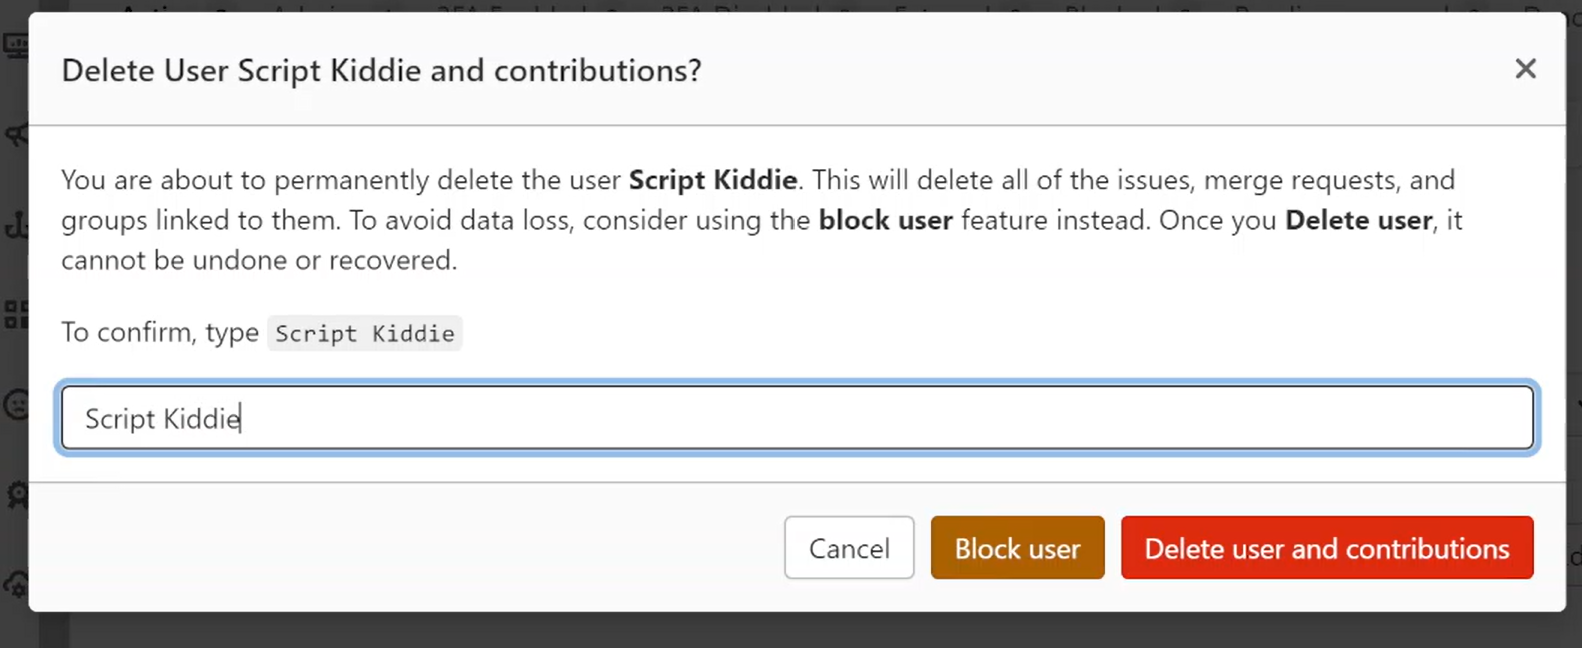 Delete User Script Kiddie and contributions?
You are about to permanently delete the user Script Kiddie. This will delete all of the issues, merge requests, and
groups linked to them. To avoid data loss, consider using the block user feature instead. Once you Delete user, it
cannot be undone or recovered.
To confirm, type Script Kiddie
Script Kiddie
Cancel Block user Delete user and contributions